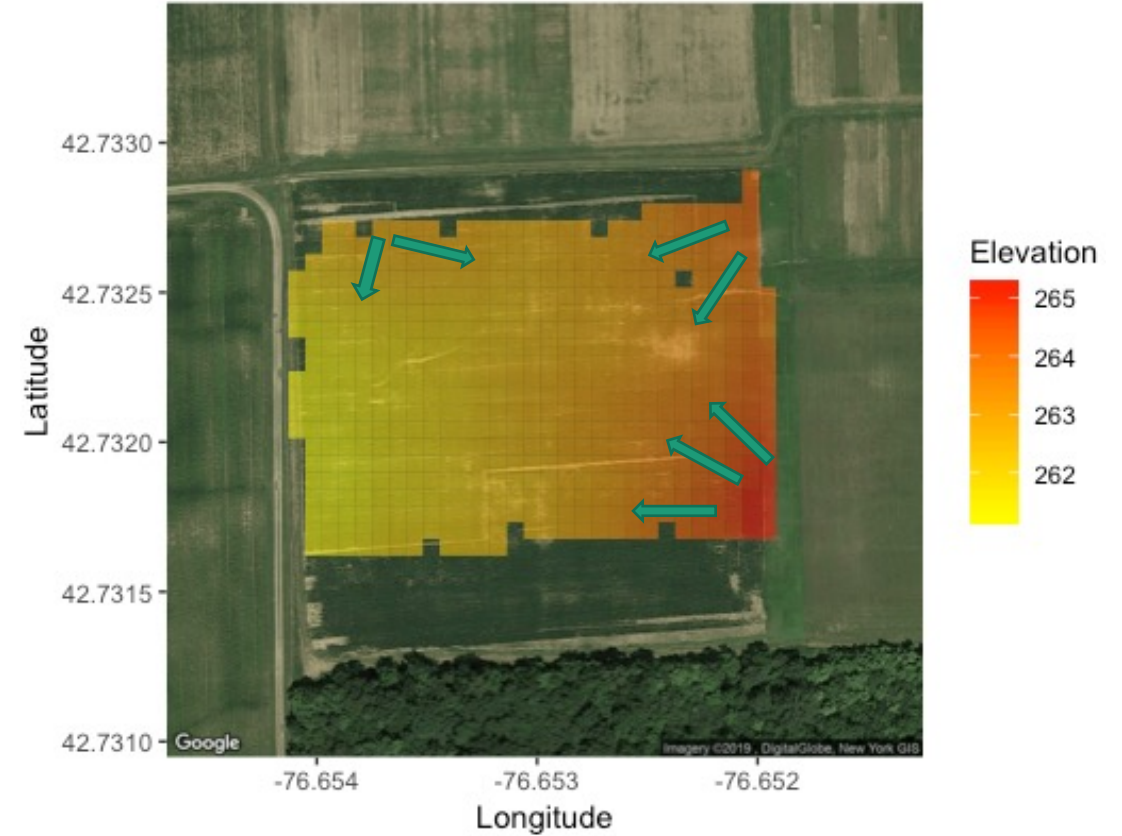 42.7330
42.7325
42.7320
42.7315
42.7310
Latitude
-76.654 -76.653 -76.652
Longitude
Elevation
265
264
263
262
Google
Imagery ©2019 , DigitalGlobe, New York GIS